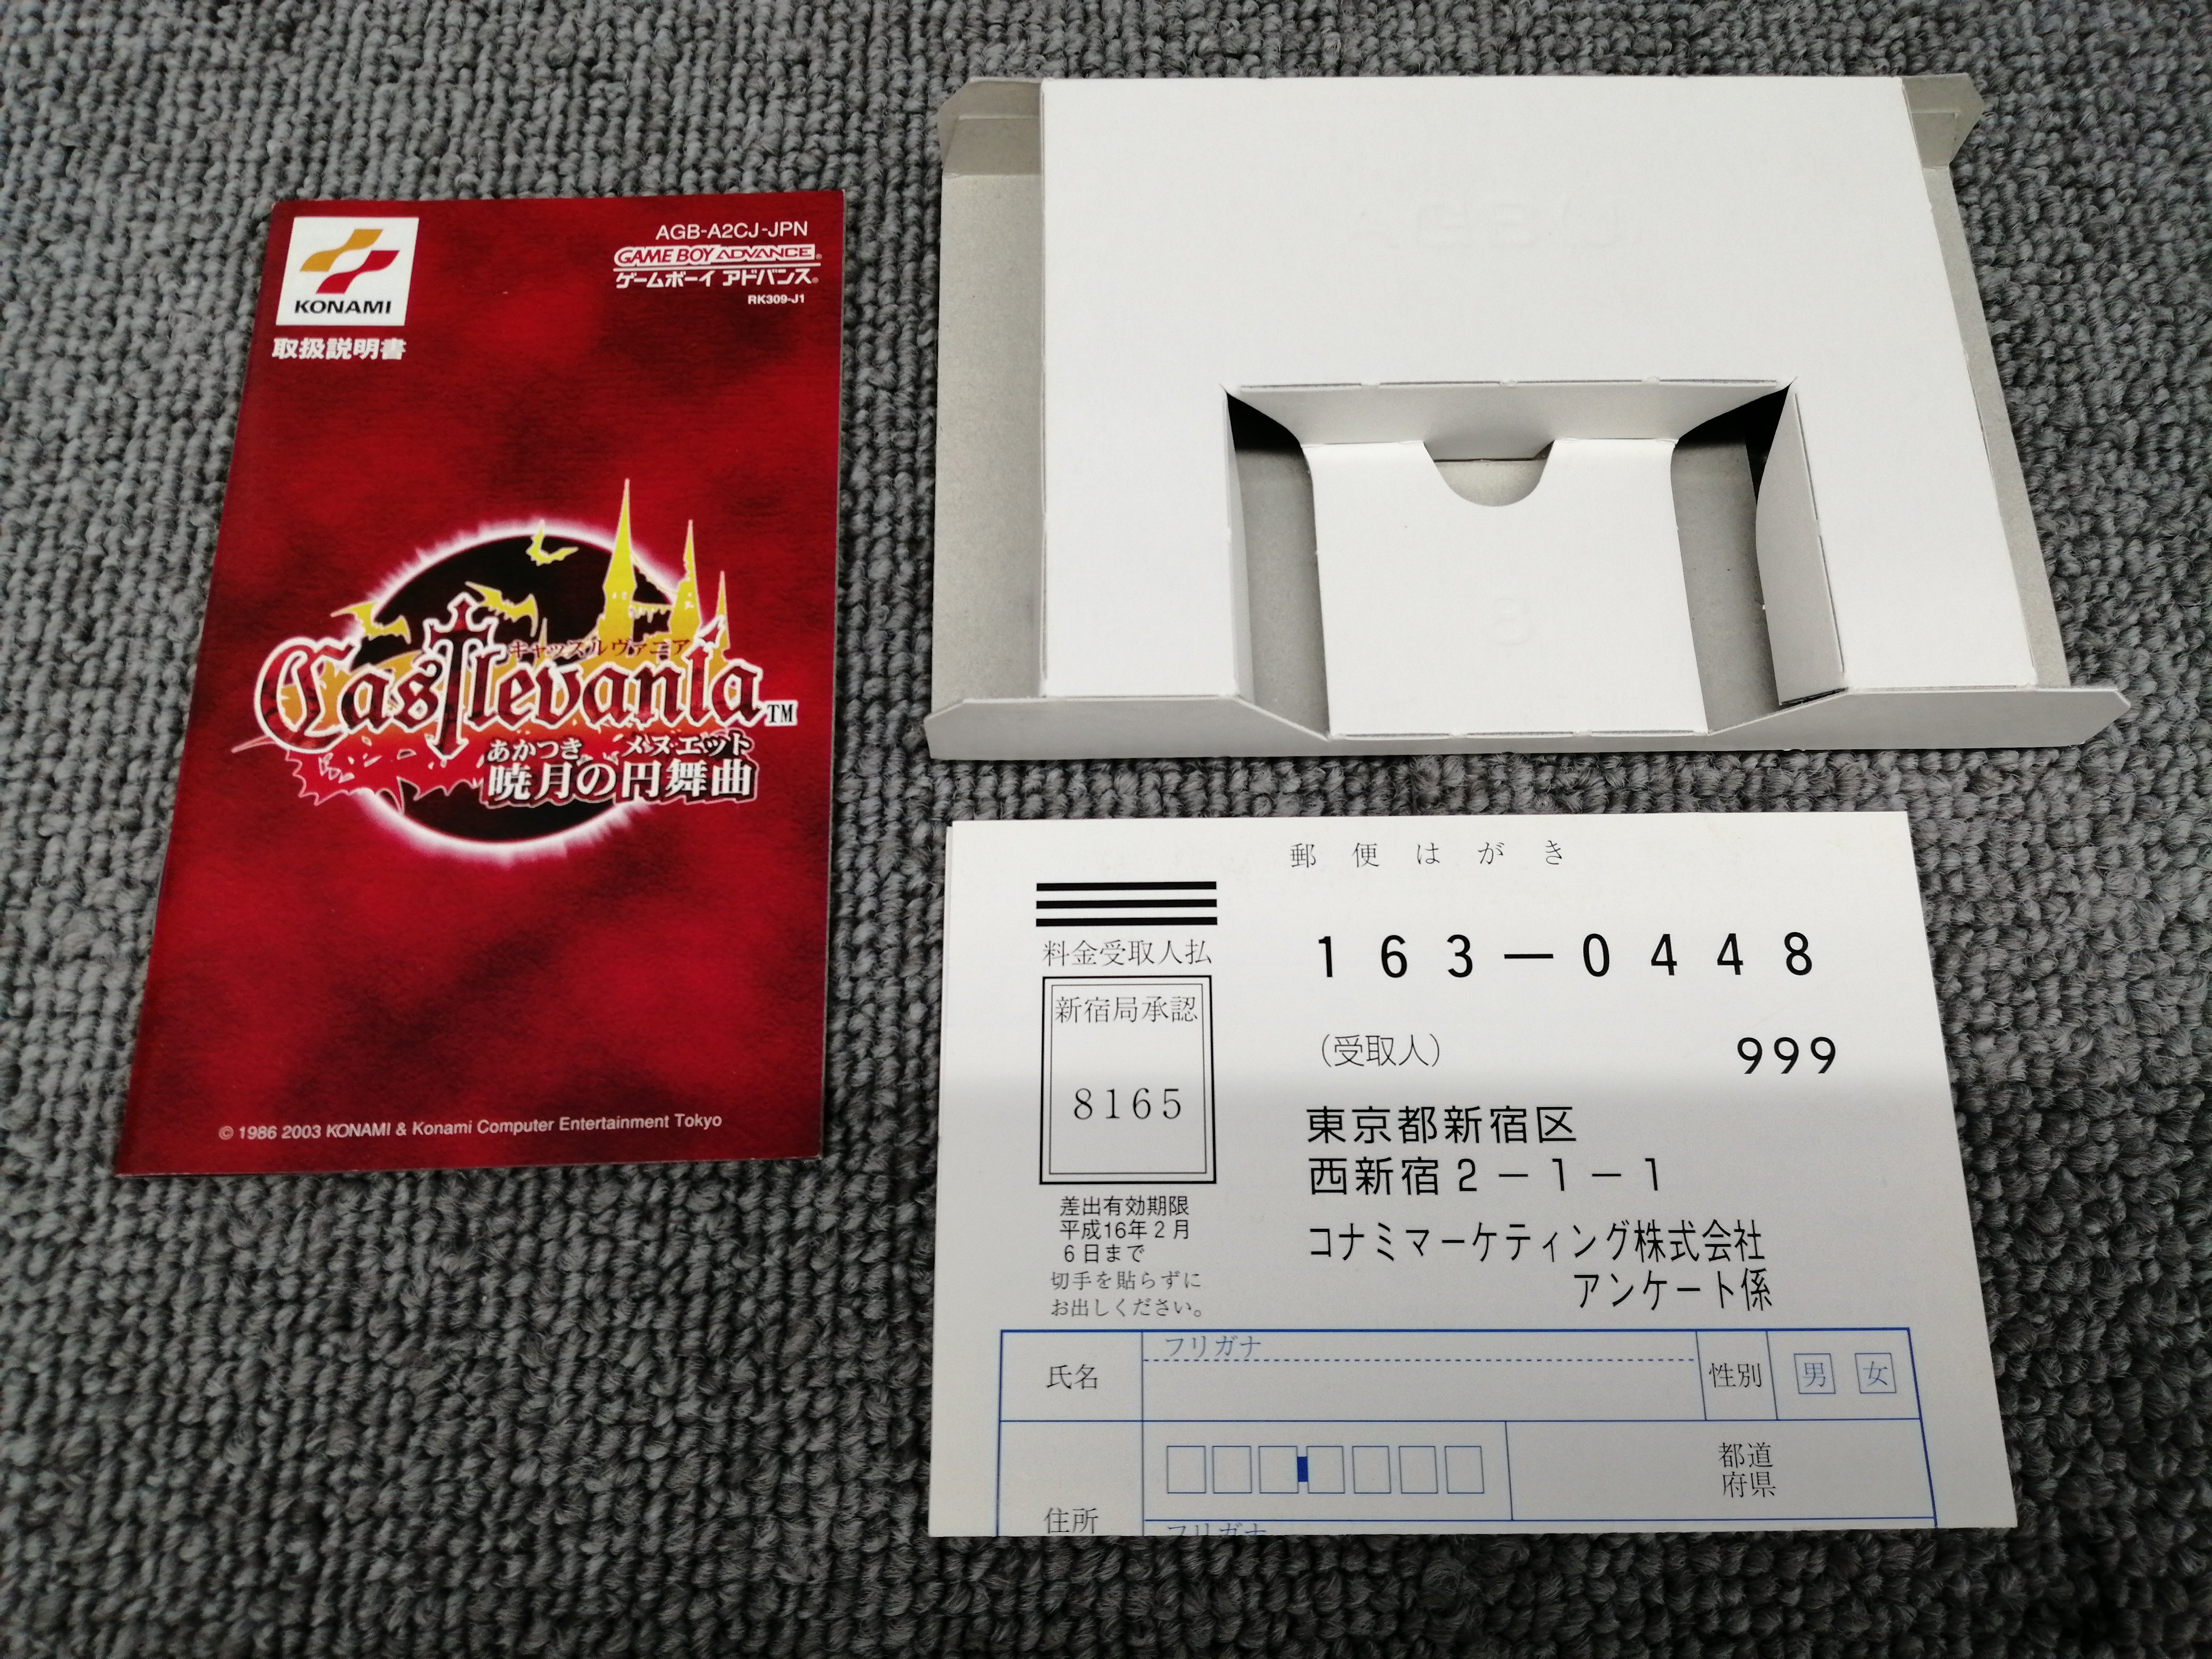 KONAMI
取扱説明書
AGB-A2CJ-JPN
GAME BOY ADVANCE®
ゲームボーイ アドバンス®
RK309-J1
キャッスルヴァニア
Castlevania™
あかつき メヌエット
暁月の円舞曲
© 1986 2003 KONAMI & Konami Computer Entertainment Tokyo
郵便はがき
料金受取人払
新宿局承認
8165
差出有効期限
平成16年2月
6日まで
切手を貼らずに
お出しください。
163-0448
(受取人)
999
東京都新宿区
西新宿2-1-1
コナミマーケティング株式会社
アンケート係
氏名
フリガナ
性別
男 女
都道
府県
住所
フリガナ
8